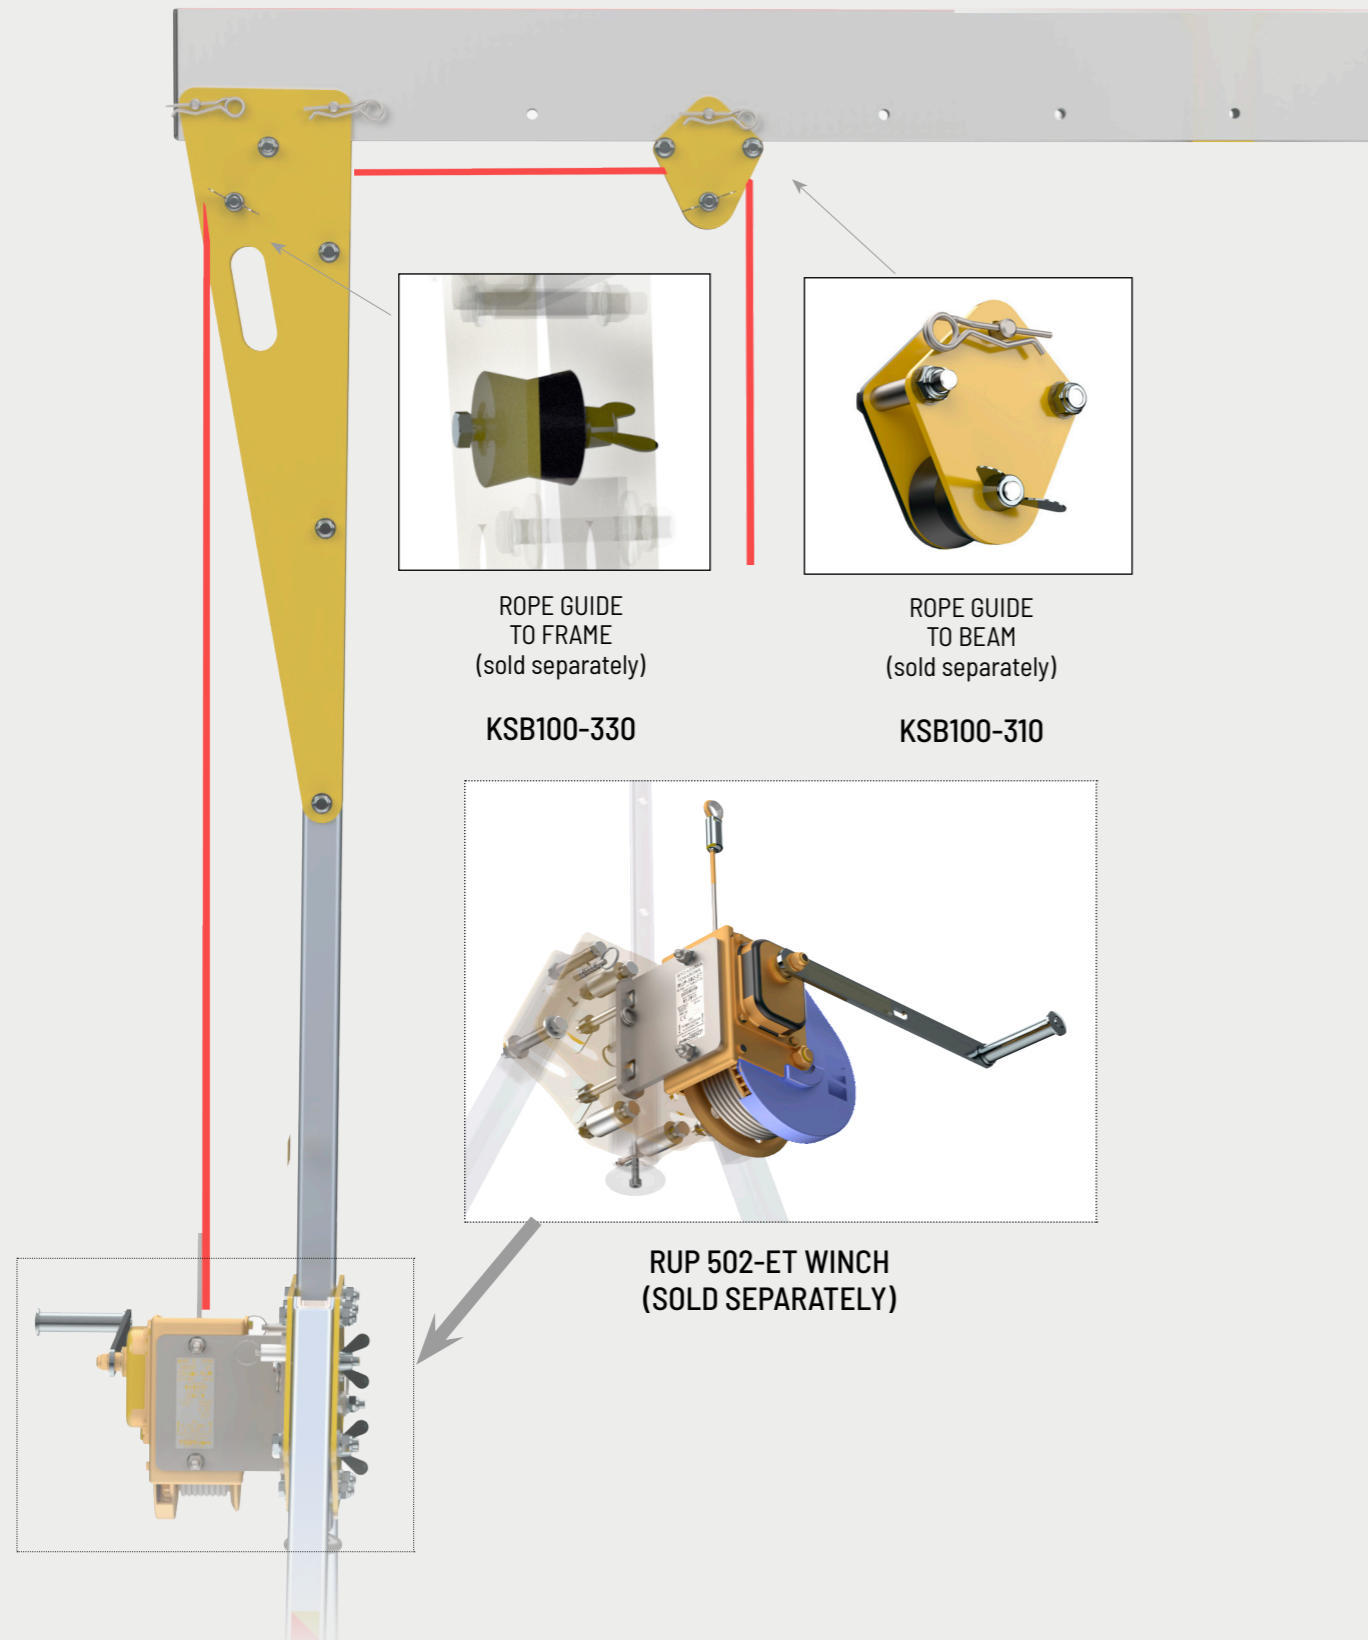 ROPE GUIDE
TO FRAME
(sold separately)
KSB100-330
ROPE GUIDE
TO BEAM
(sold separately)
KSB100-310
RUP 502-ET WINCH
(SOLD SEPARATELY)